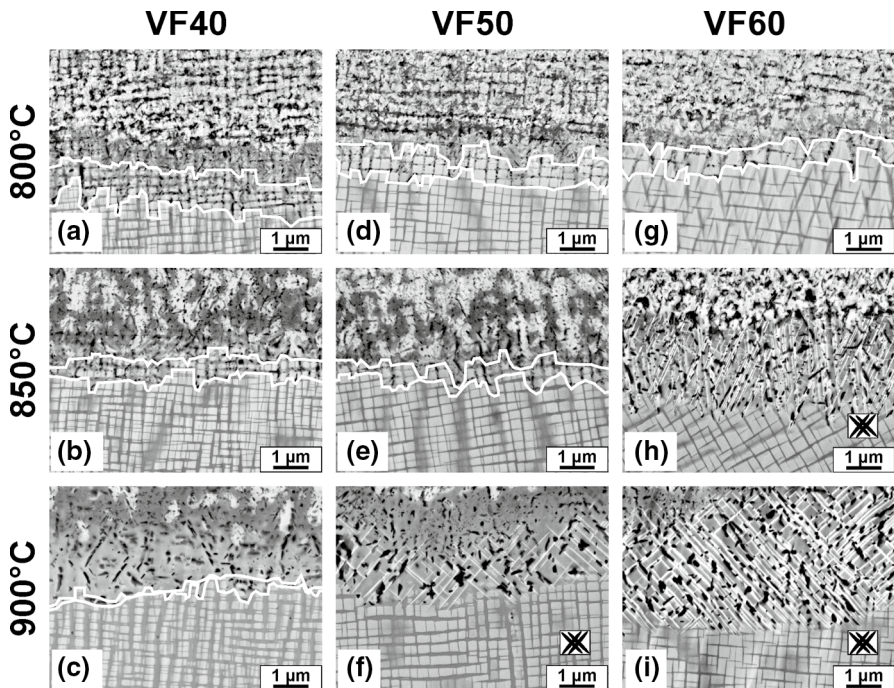 VF40 VF50 VF60
800°C
(a) 1 µm (d) 1 µm (g) 1 µm
850°C
(b) 1 µm (e) 1 µm (h) 1 µm
900°C
(c) 1 µm (f) 1 µm (i) 1 µm